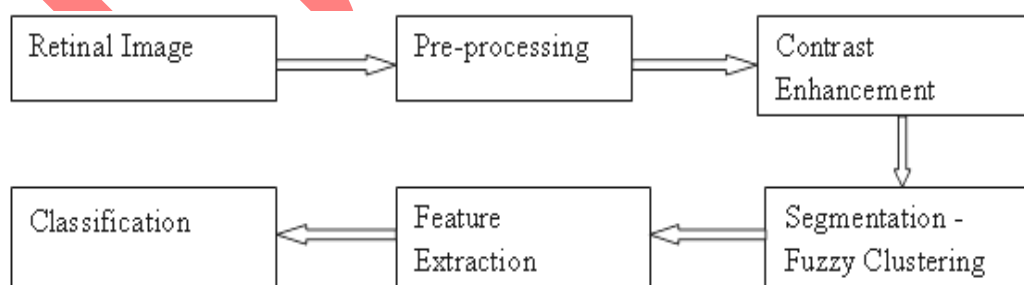 Retinal Image
Pre-processing
Contrast
Enhancement
Segmentation -
Fuzzy Clustering
Feature
Extraction
Classification